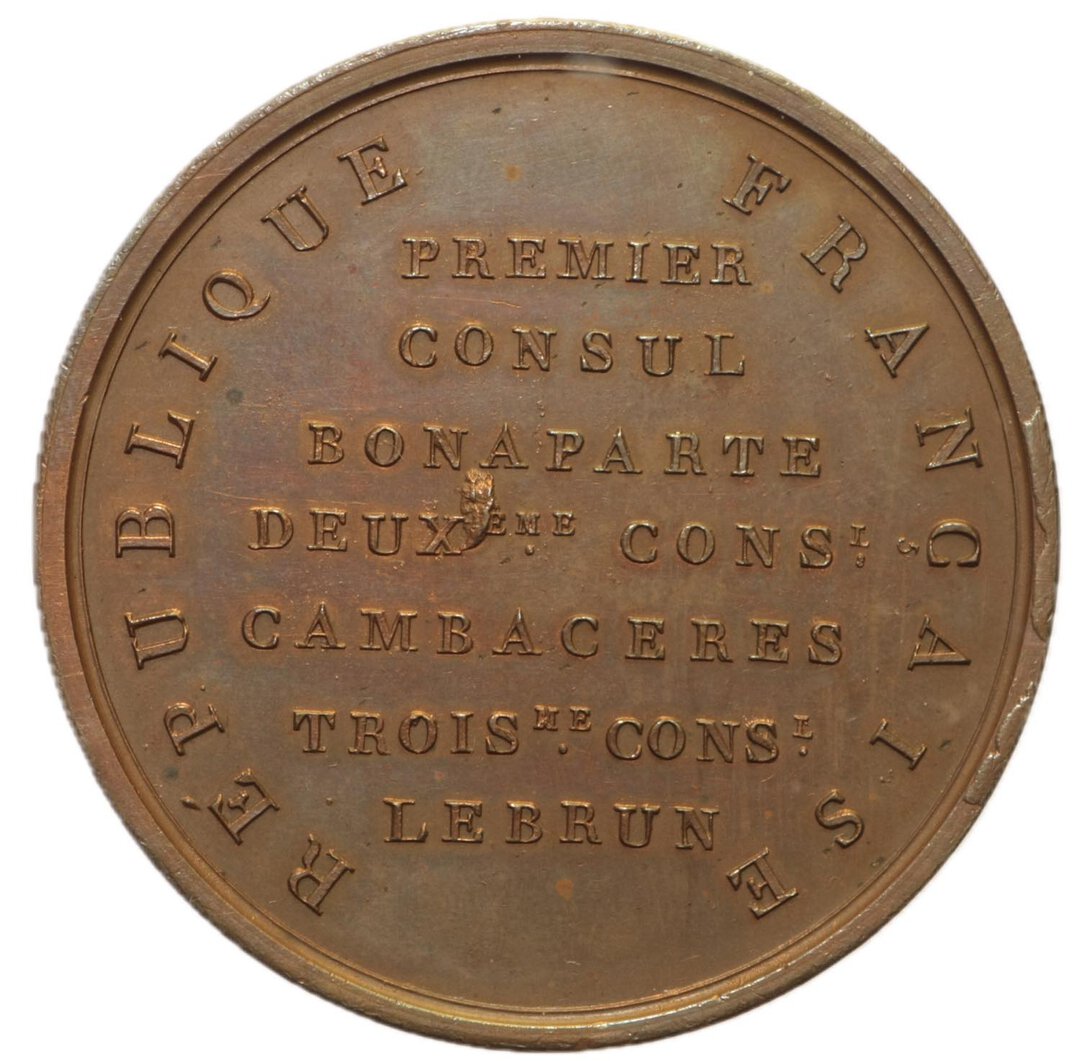 RÉPUBLIQUE FRANÇAISE
PREMIER
CONSUL
BONAPARTE
DEUXEME. CONSL.
CAMBACERES
TROISME. CONSL.
LEBRUN